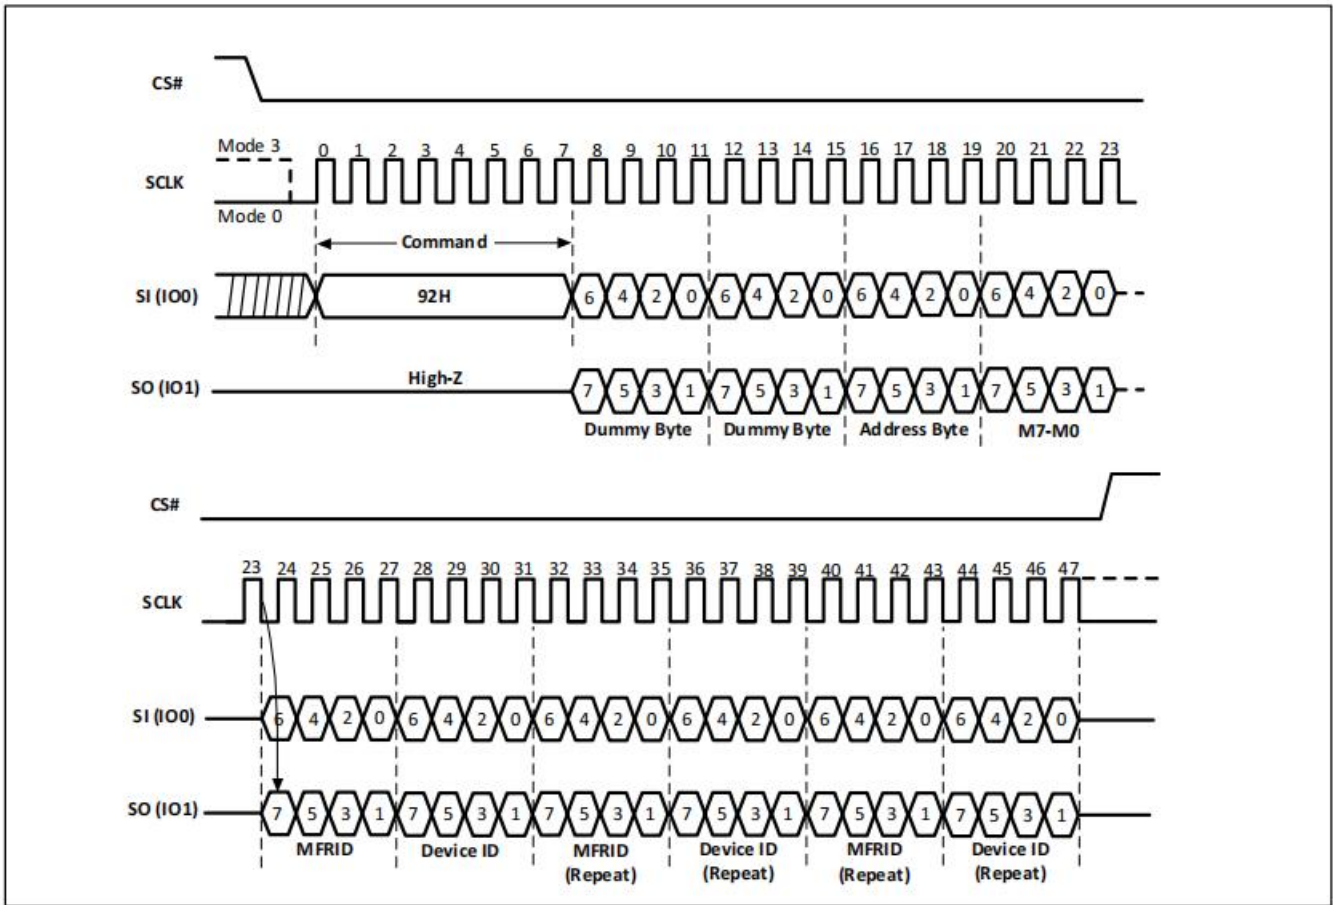 CS#
Mode 3
0 1 2 3 4 5 6 7 8 9 10 11 12 13 14 15 16 17 18 19 20 21 22 23
SCLK
Mode 0
Command
SI (IO0) 92H 6 4 2 0 6 4 2 0 6 4 2 0 6 4 2 0
SO (IO1) High-Z 7 5 3 1 7 5 3 1 7 5 3 1 7 5 3 1
Dummy Byte Dummy Byte Address Byte M7-M0
CS#
23 24 25 26 27 28 29 30 31 32 33 34 35 36 37 38 39 40 41 42 43 44 45 46 47
SCLK
SI (IO0) 6 4 2 0 6 4 2 0 6 4 2 0 6 4 2 0 6 4 2 0 6 4 2 0
SO (IO1) 7 5 3 1 7 5 3 1 7 5 3 1 7 5 3 1 7 5 3 1 7 5 3 1
MFRID Device ID MFRID Device ID MFRID Device ID
(Repeat) (Repeat) (Repeat) (Repeat)